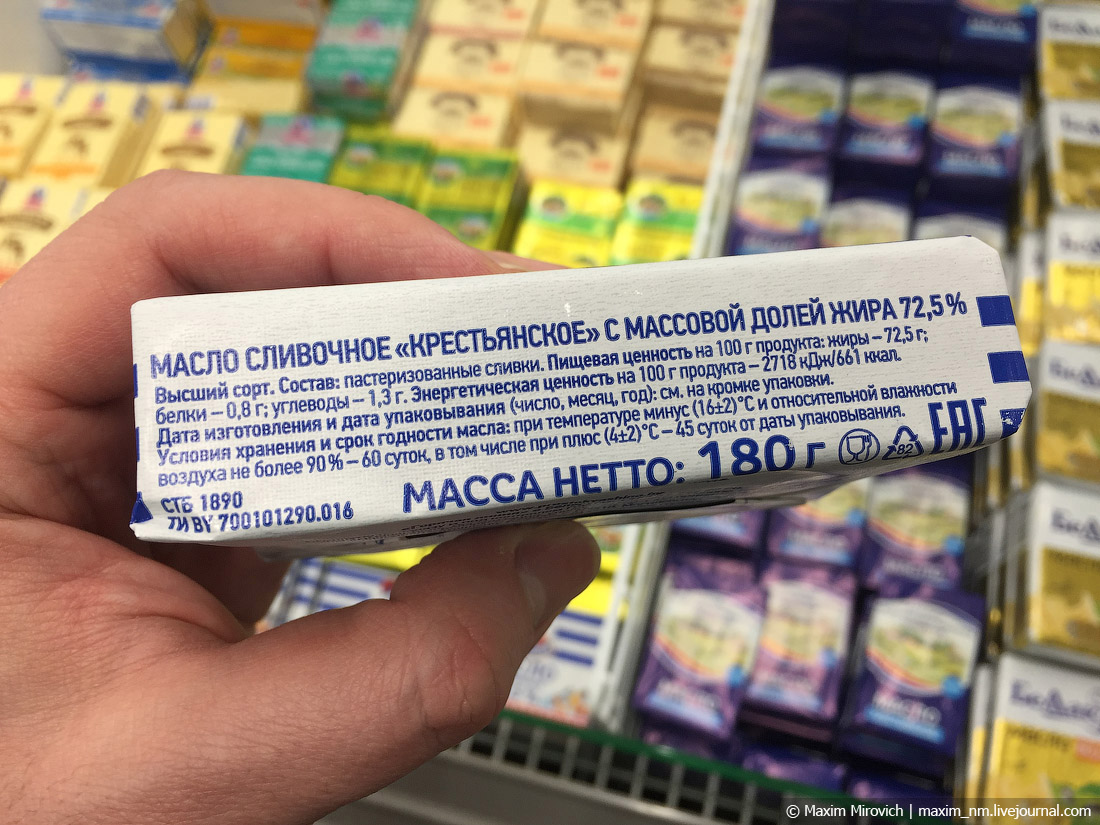 МАСЛО СЛИВОЧНОЕ «КРЕСТЬЯНСКОЕ» С МАССОВОЙ ДОЛЕЙ ЖИРА 72,5%
Высший сорт. Состав: пастеризованные сливки. Пищевая ценность на 100 г продукта: жиры – 72,5 г;
белки – 0,8 г; углеводы – 1,3 г. Энергетическая ценность на 100 г продукта – 2718 кДж/661 ккал.
Дата изготовления и дата упаковывания (число, месяц, год): см. на кромке упаковки.
Условия хранения и срок годности масла: при температуре минус (16±2)°С и относительной влажности
воздуха не более 90% – 60 суток, в том числе при плюс (4±2)°С – 45 суток от даты упаковывания.
СТБ 1890
ТИ BY 700101290.016
МАССА НЕТТО: 180 г
82
EAC
© Maxim Mirovich | maxim_nm.livejournal.com